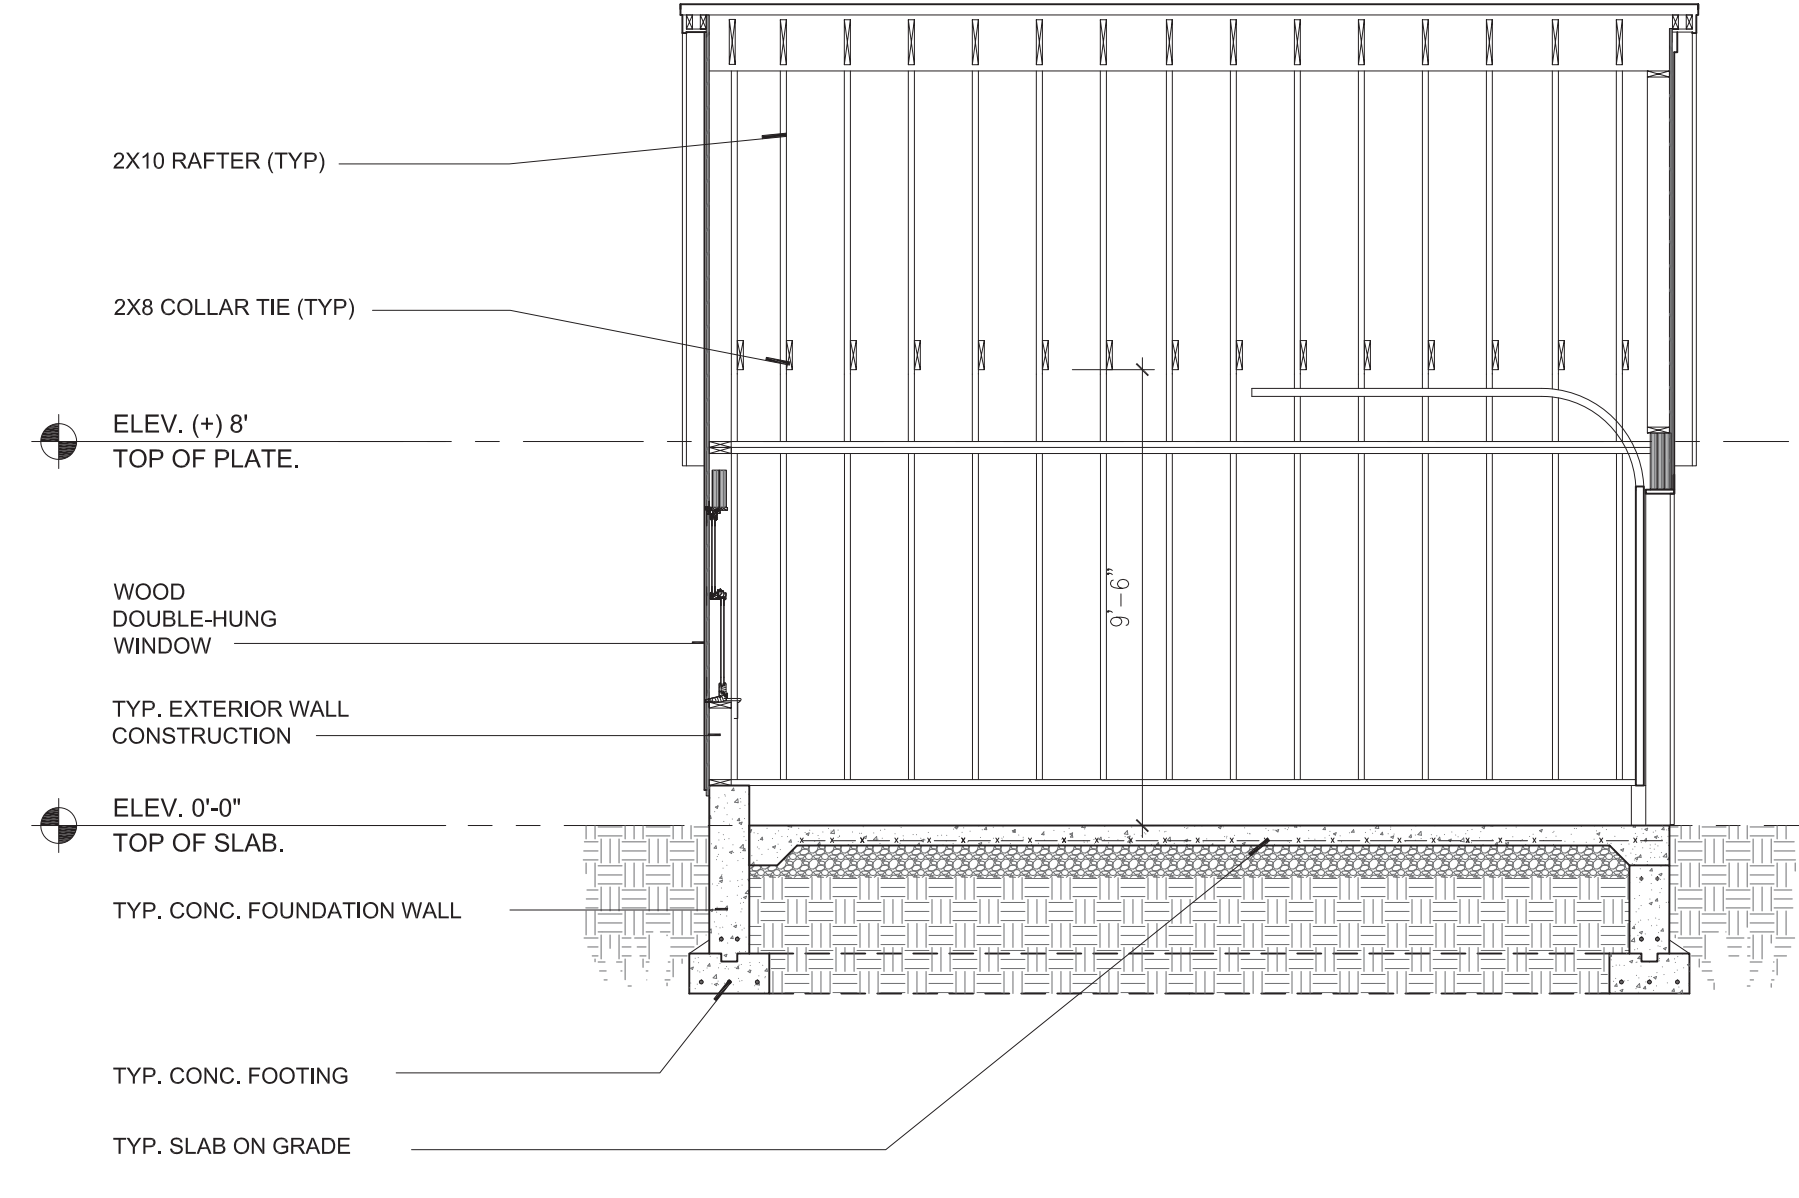 2X10 RAFTER (TYP)
2X8 COLLAR TIE (TYP)
ELEV. (+) 8'
TOP OF PLATE.
9'-6"
WOOD
DOUBLE-HUNG
WINDOW
TYP. EXTERIOR WALL
CONSTRUCTION
ELEV. 0'-0"
TOP OF SLAB.
TYP. CONC. FOUNDATION WALL
TYP. CONC. FOOTING
TYP. SLAB ON GRADE